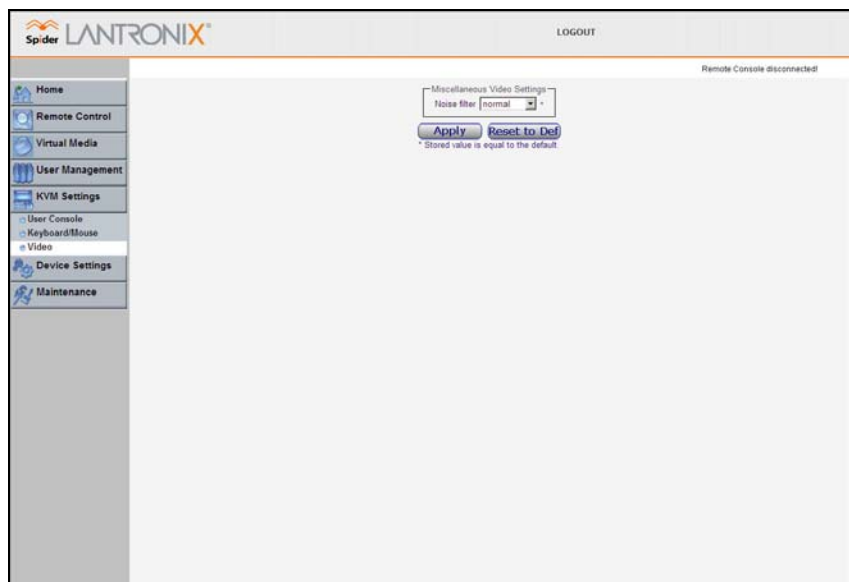 Spider LANTRONIX®
LOGOUT
Remote Console disconnected!
Home
Remote Control
Virtual Media
User Management
KVM Settings
User Console
Keyboard/Mouse
Video
Device Settings
Maintenance
Miscellaneous Video Settings
Noise filter normal *
Apply Reset to Def
* Stored value is equal to the default.